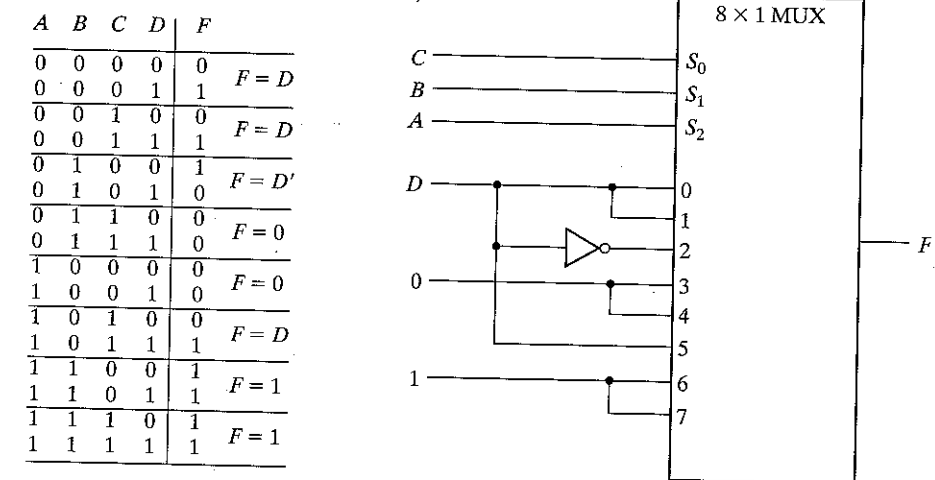 A B C D F
0 0 0 0 0
F = D
0 0 0 1 1
0 0 1 0 0
F = D
0 0 1 1 1
0 1 0 0 1
F = D'
0 1 0 1 0
0 1 1 0 0
F = 0
0 1 1 1 0
1 0 0 0 0
F = 0
1 0 0 1 0
1 0 1 0 0
F = D
1 0 1 1 1
1 1 0 0 1
F = 1
1 1 0 1 1
1 1 1 0 1
F = 1
1 1 1 1 1
8 × 1 MUX
C S₀
B S₁
A S₂
D 0
1
2
0 3
4
5
1 6
7
F